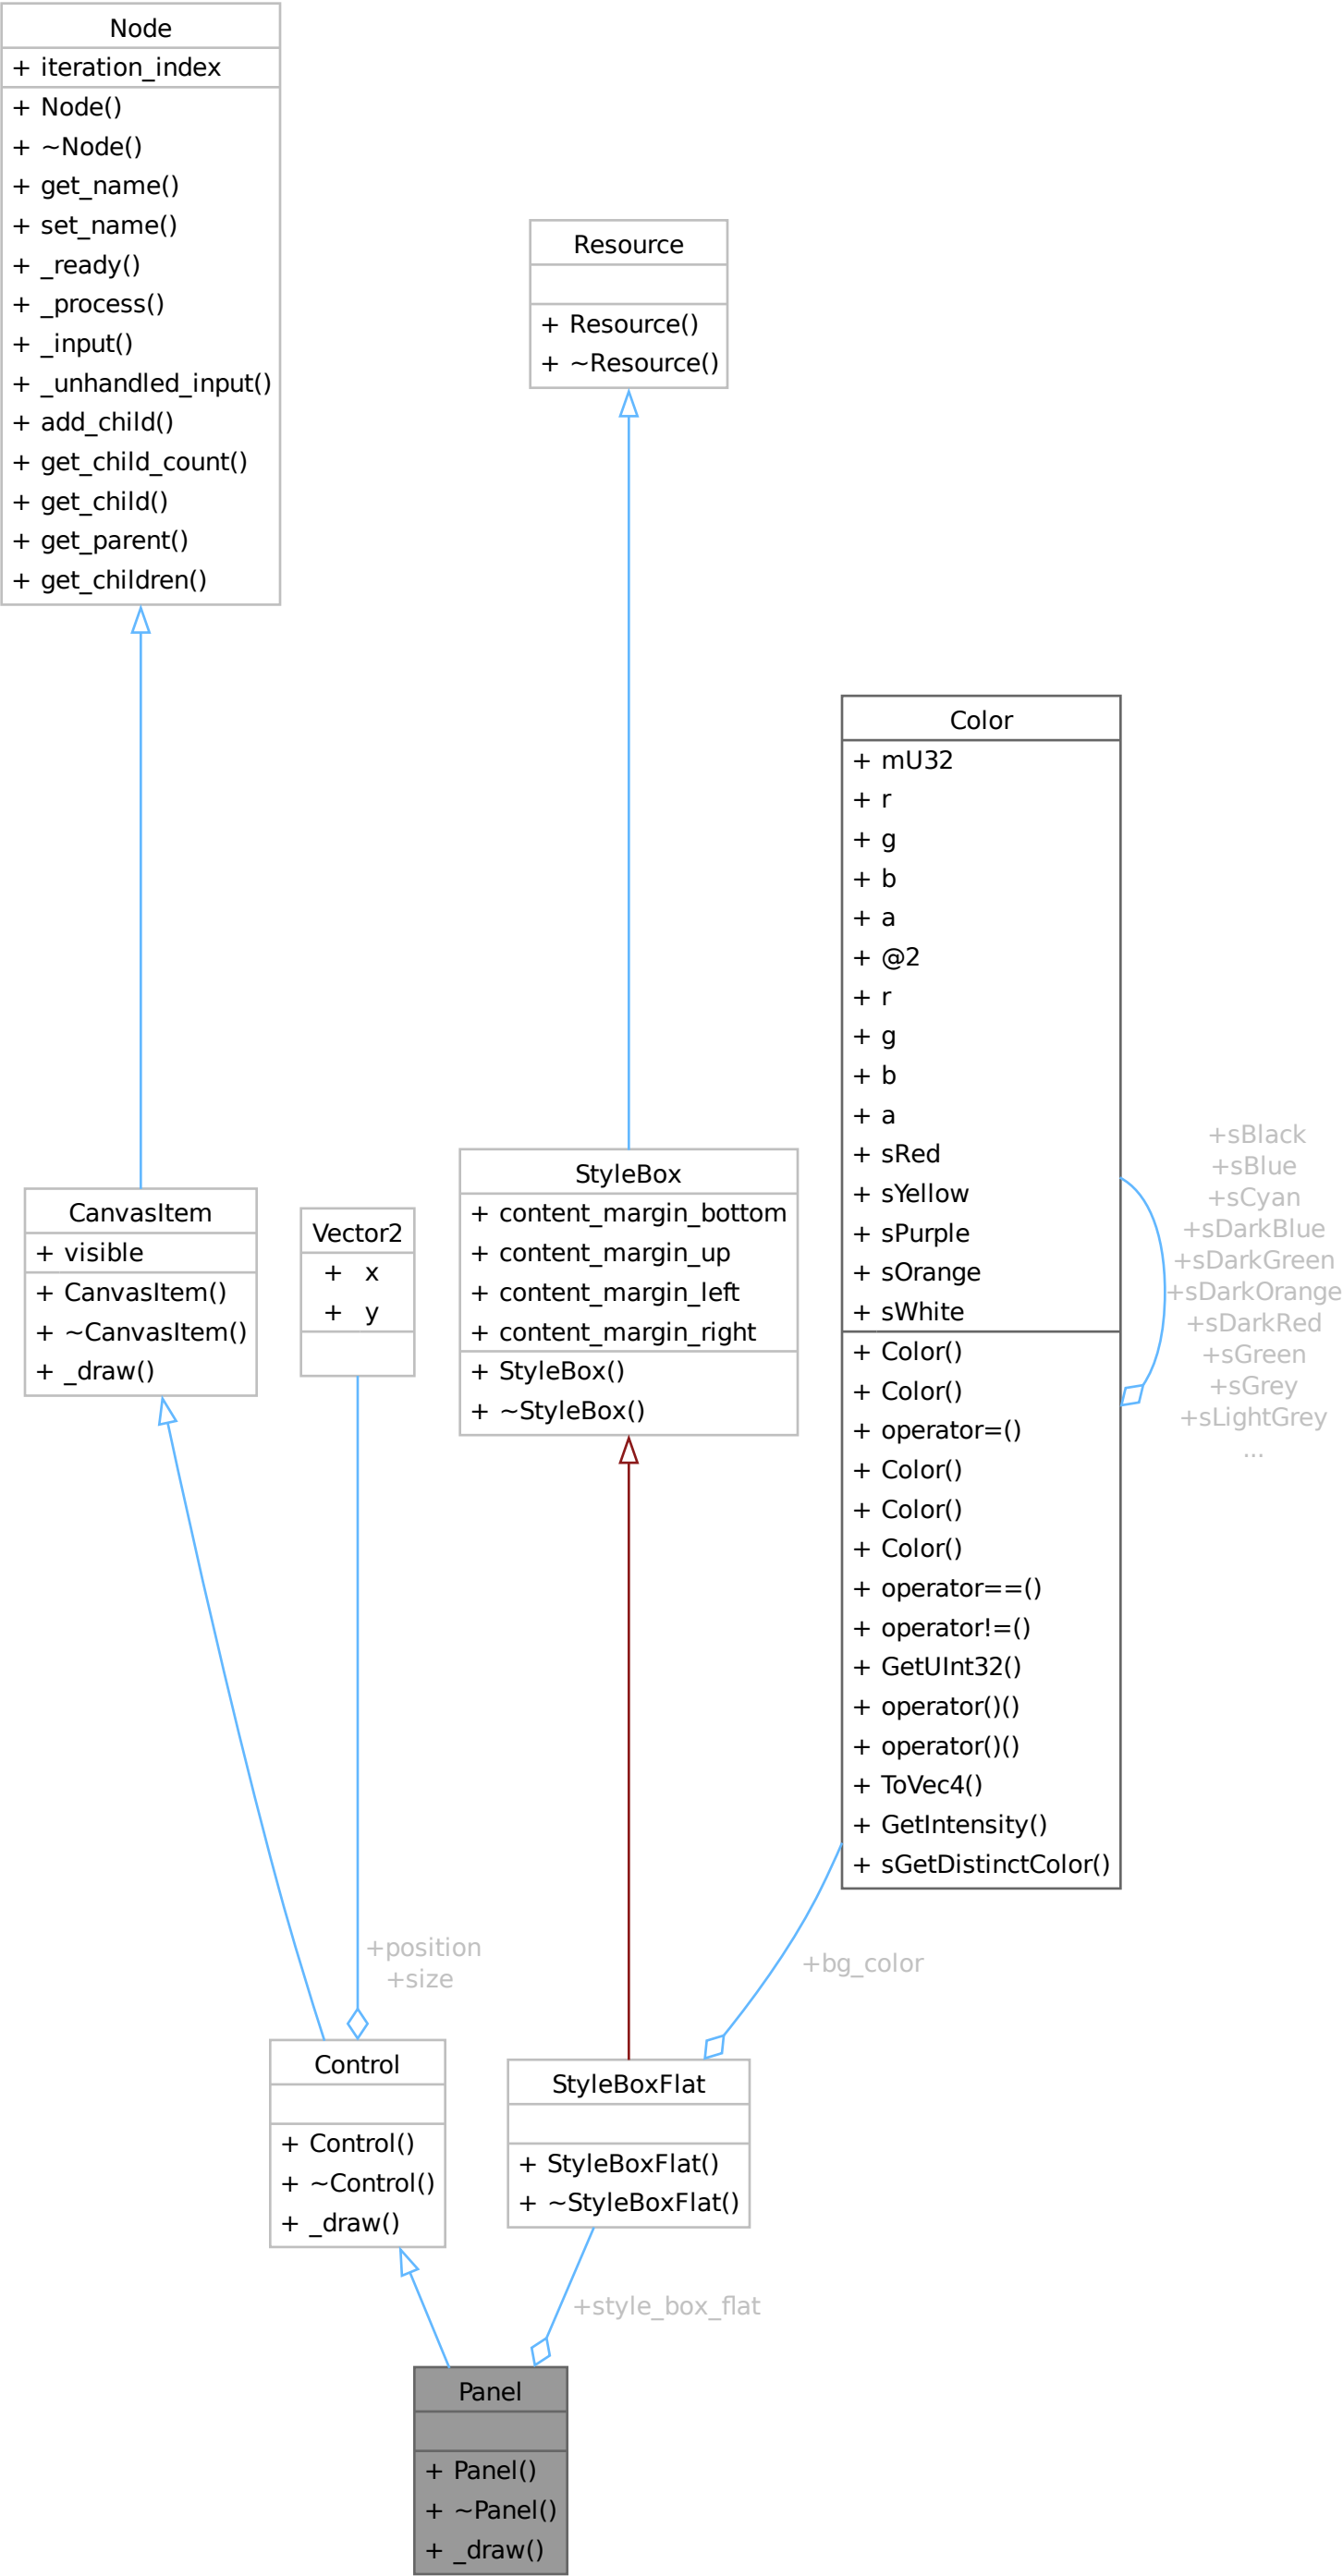 Node
+ iteration_index
+ Node()
+ ~Node()
+ get_name()
+ set_name()
+ _ready()
+ _process()
+ _input()
+ _unhandled_input()
+ add_child()
+ get_child_count()
+ get_child()
+ get_parent()
+ get_children()
Resource
+ Resource()
+ ~Resource()
Color
+ mU32
+ r
+ g
+ b
+ a
+ @2
+ r
+ g
+ b
+ a
+ sRed
+ sYellow
+ sPurple
+ sOrange
+ sWhite
+ Color()
+ Color()
+ operator=()
+ Color()
+ Color()
+ Color()
+ operator==()
+ operator!=()
+ GetUInt32()
+ operator()()
+ operator()()
+ ToVec4()
+ GetIntensity()
+ sGetDistinctColor()
+sBlack
+sBlue
+sCyan
+sDarkBlue
+sDarkGreen
+sDarkOrange
+sDarkRed
+sGreen
+sGrey
+sLightGrey
...
CanvasItem
+ visible
+ CanvasItem()
+ ~CanvasItem()
+ _draw()
Vector2
+ x
+ y
StyleBox
+ content_margin_bottom
+ content_margin_up
+ content_margin_left
+ content_margin_right
+ StyleBox()
+ ~StyleBox()
+position
+size
+bg_color
Control
+ Control()
+ ~Control()
+ _draw()
StyleBoxFlat
+ StyleBoxFlat()
+ ~StyleBoxFlat()
+style_box_flat
Panel
+ Panel()
+ ~Panel()
+ _draw()